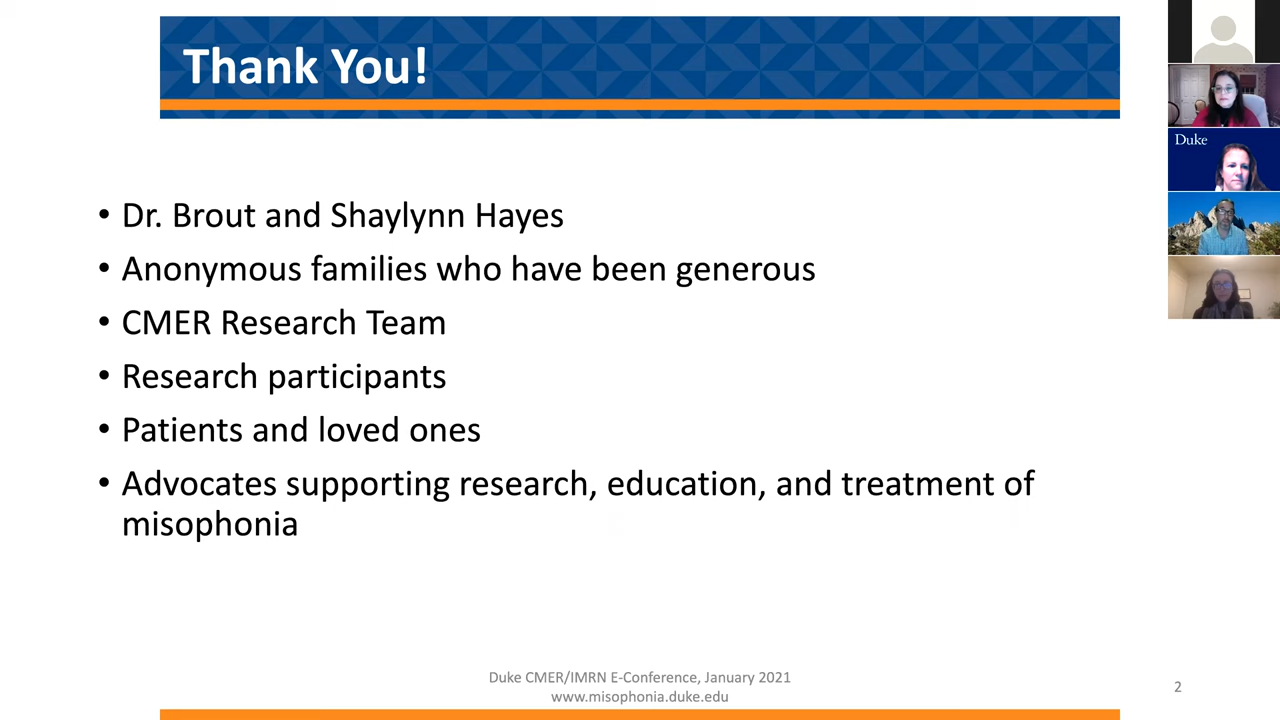 Thank You!
• Dr. Brout and Shaylynn Hayes
• Anonymous families who have been generous
• CMER Research Team
• Research participants
• Patients and loved ones
• Advocates supporting research, education, and treatment of
misophonia
Duke CMER/IMRN E-Conference, January 2021
www.misophonia.duke.edu
2
Duke